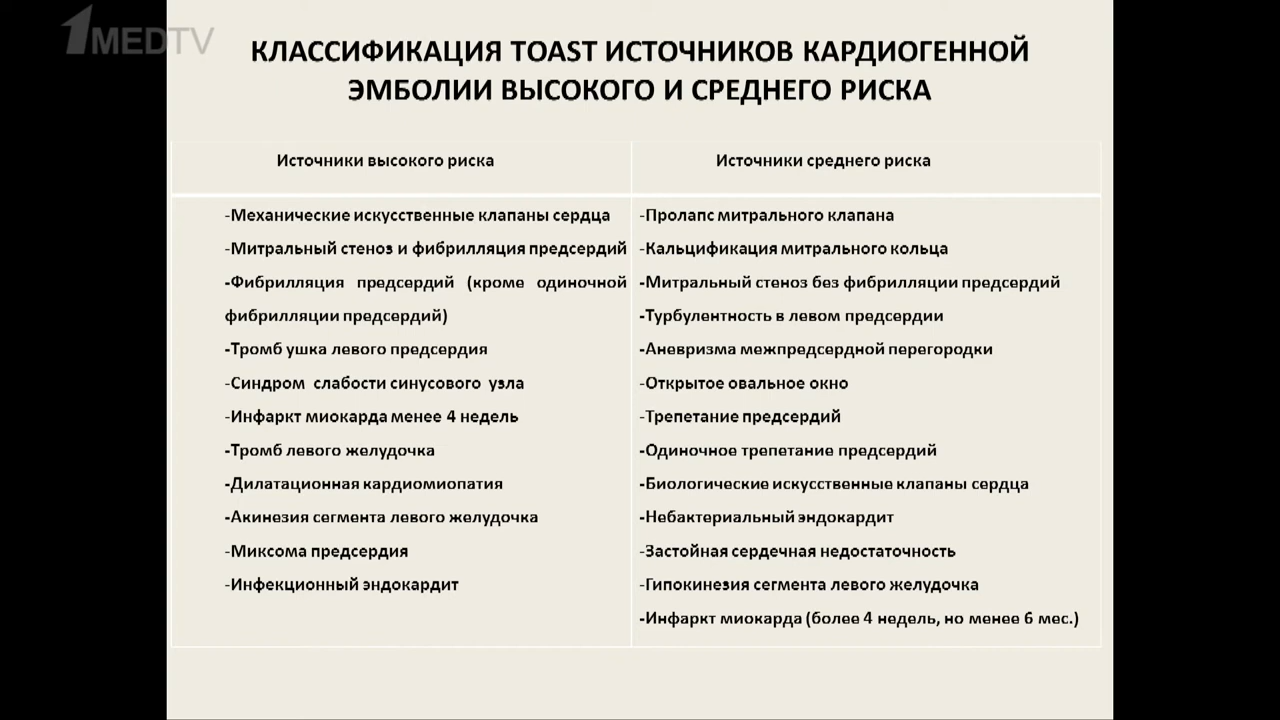 1MEDTV
КЛАССИФИКАЦИЯ TOAST ИСТОЧНИКОВ КАРДИОГЕННОЙ
ЭМБОЛИИ ВЫСОКОГО И СРЕДНЕГО РИСКА
Источники высокого риска
-Механические искусственные клапаны сердца
-Митральный стеноз и фибрилляция предсердий
-Фибрилляция предсердий (кроме одиночной
фибрилляции предсердий)
-Тромб ушка левого предсердия
-Синдром слабости синусового узла
-Инфаркт миокарда менее 4 недель
-Тромб левого желудочка
-Дилатационная кардиомиопатия
-Акинезия сегмента левого желудочка
-Миксома предсердия
-Инфекционный эндокардит
Источники среднего риска
-Пролапс митрального клапана
-Кальцификация митрального кольца
-Митральный стеноз без фибрилляции предсердий
-Турбулентность в левом предсердии
-Аневризма межпредсердной перегородки
-Открытое овальное окно
-Трепетание предсердий
-Одиночное трепетание предсердий
-Биологические искусственные клапаны сердца
-Небактериальный эндокардит
-Застойная сердечная недостаточность
-Гипокинезия сегмента левого желудочка
-Инфаркт миокарда (более 4 недель, но менее 6 мес.)